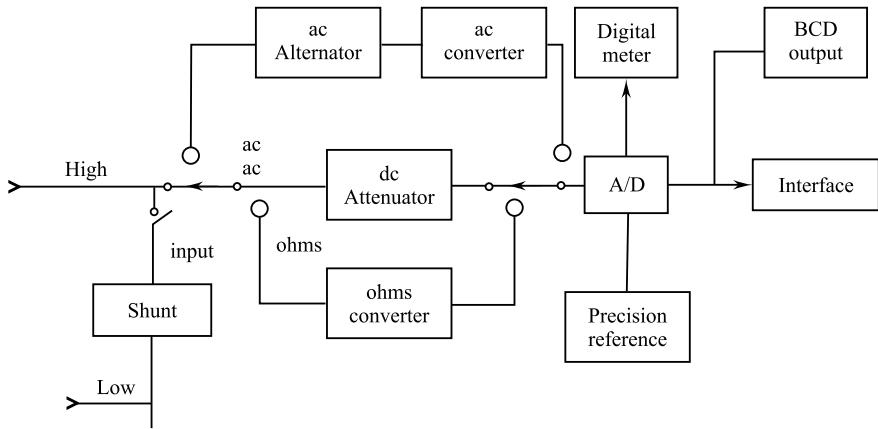 ac
Alternator
ac
converter
Digital
meter
BCD
output
High
ac
ac
dc
Attenuator
A/D
Interface
input
ohms
Shunt
ohms
converter
Precision
reference
Low